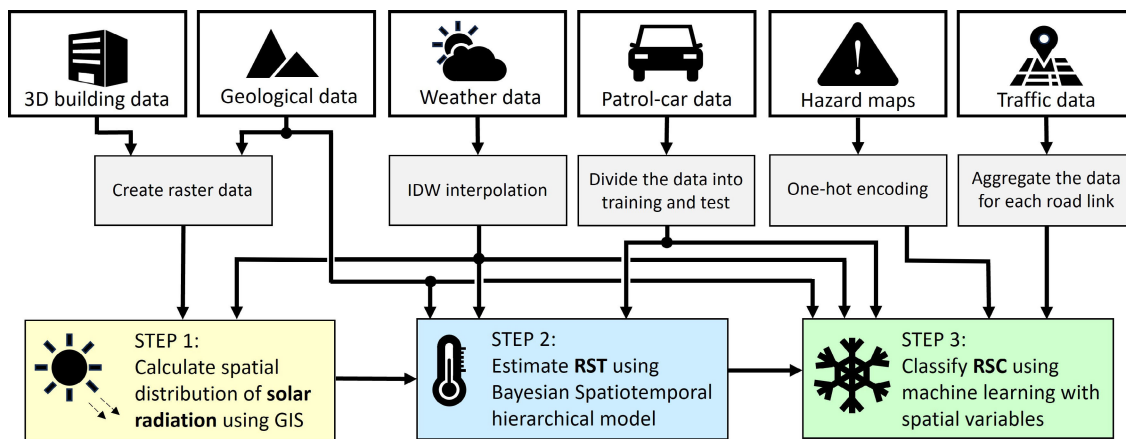 3D building data
Geological data
Weather data
Patrol-car data
Hazard maps
Traffic data
Create raster data
IDW interpolation
Divide the data into
training and test
One-hot encoding
Aggregate the data
for each road link
STEP 1:
Calculate spatial
distribution of solar
radiation using GIS
STEP 2:
Estimate RST using
Bayesian Spatiotemporal
hierarchical model
STEP 3:
Classify RSC using
machine learning with
spatial variables